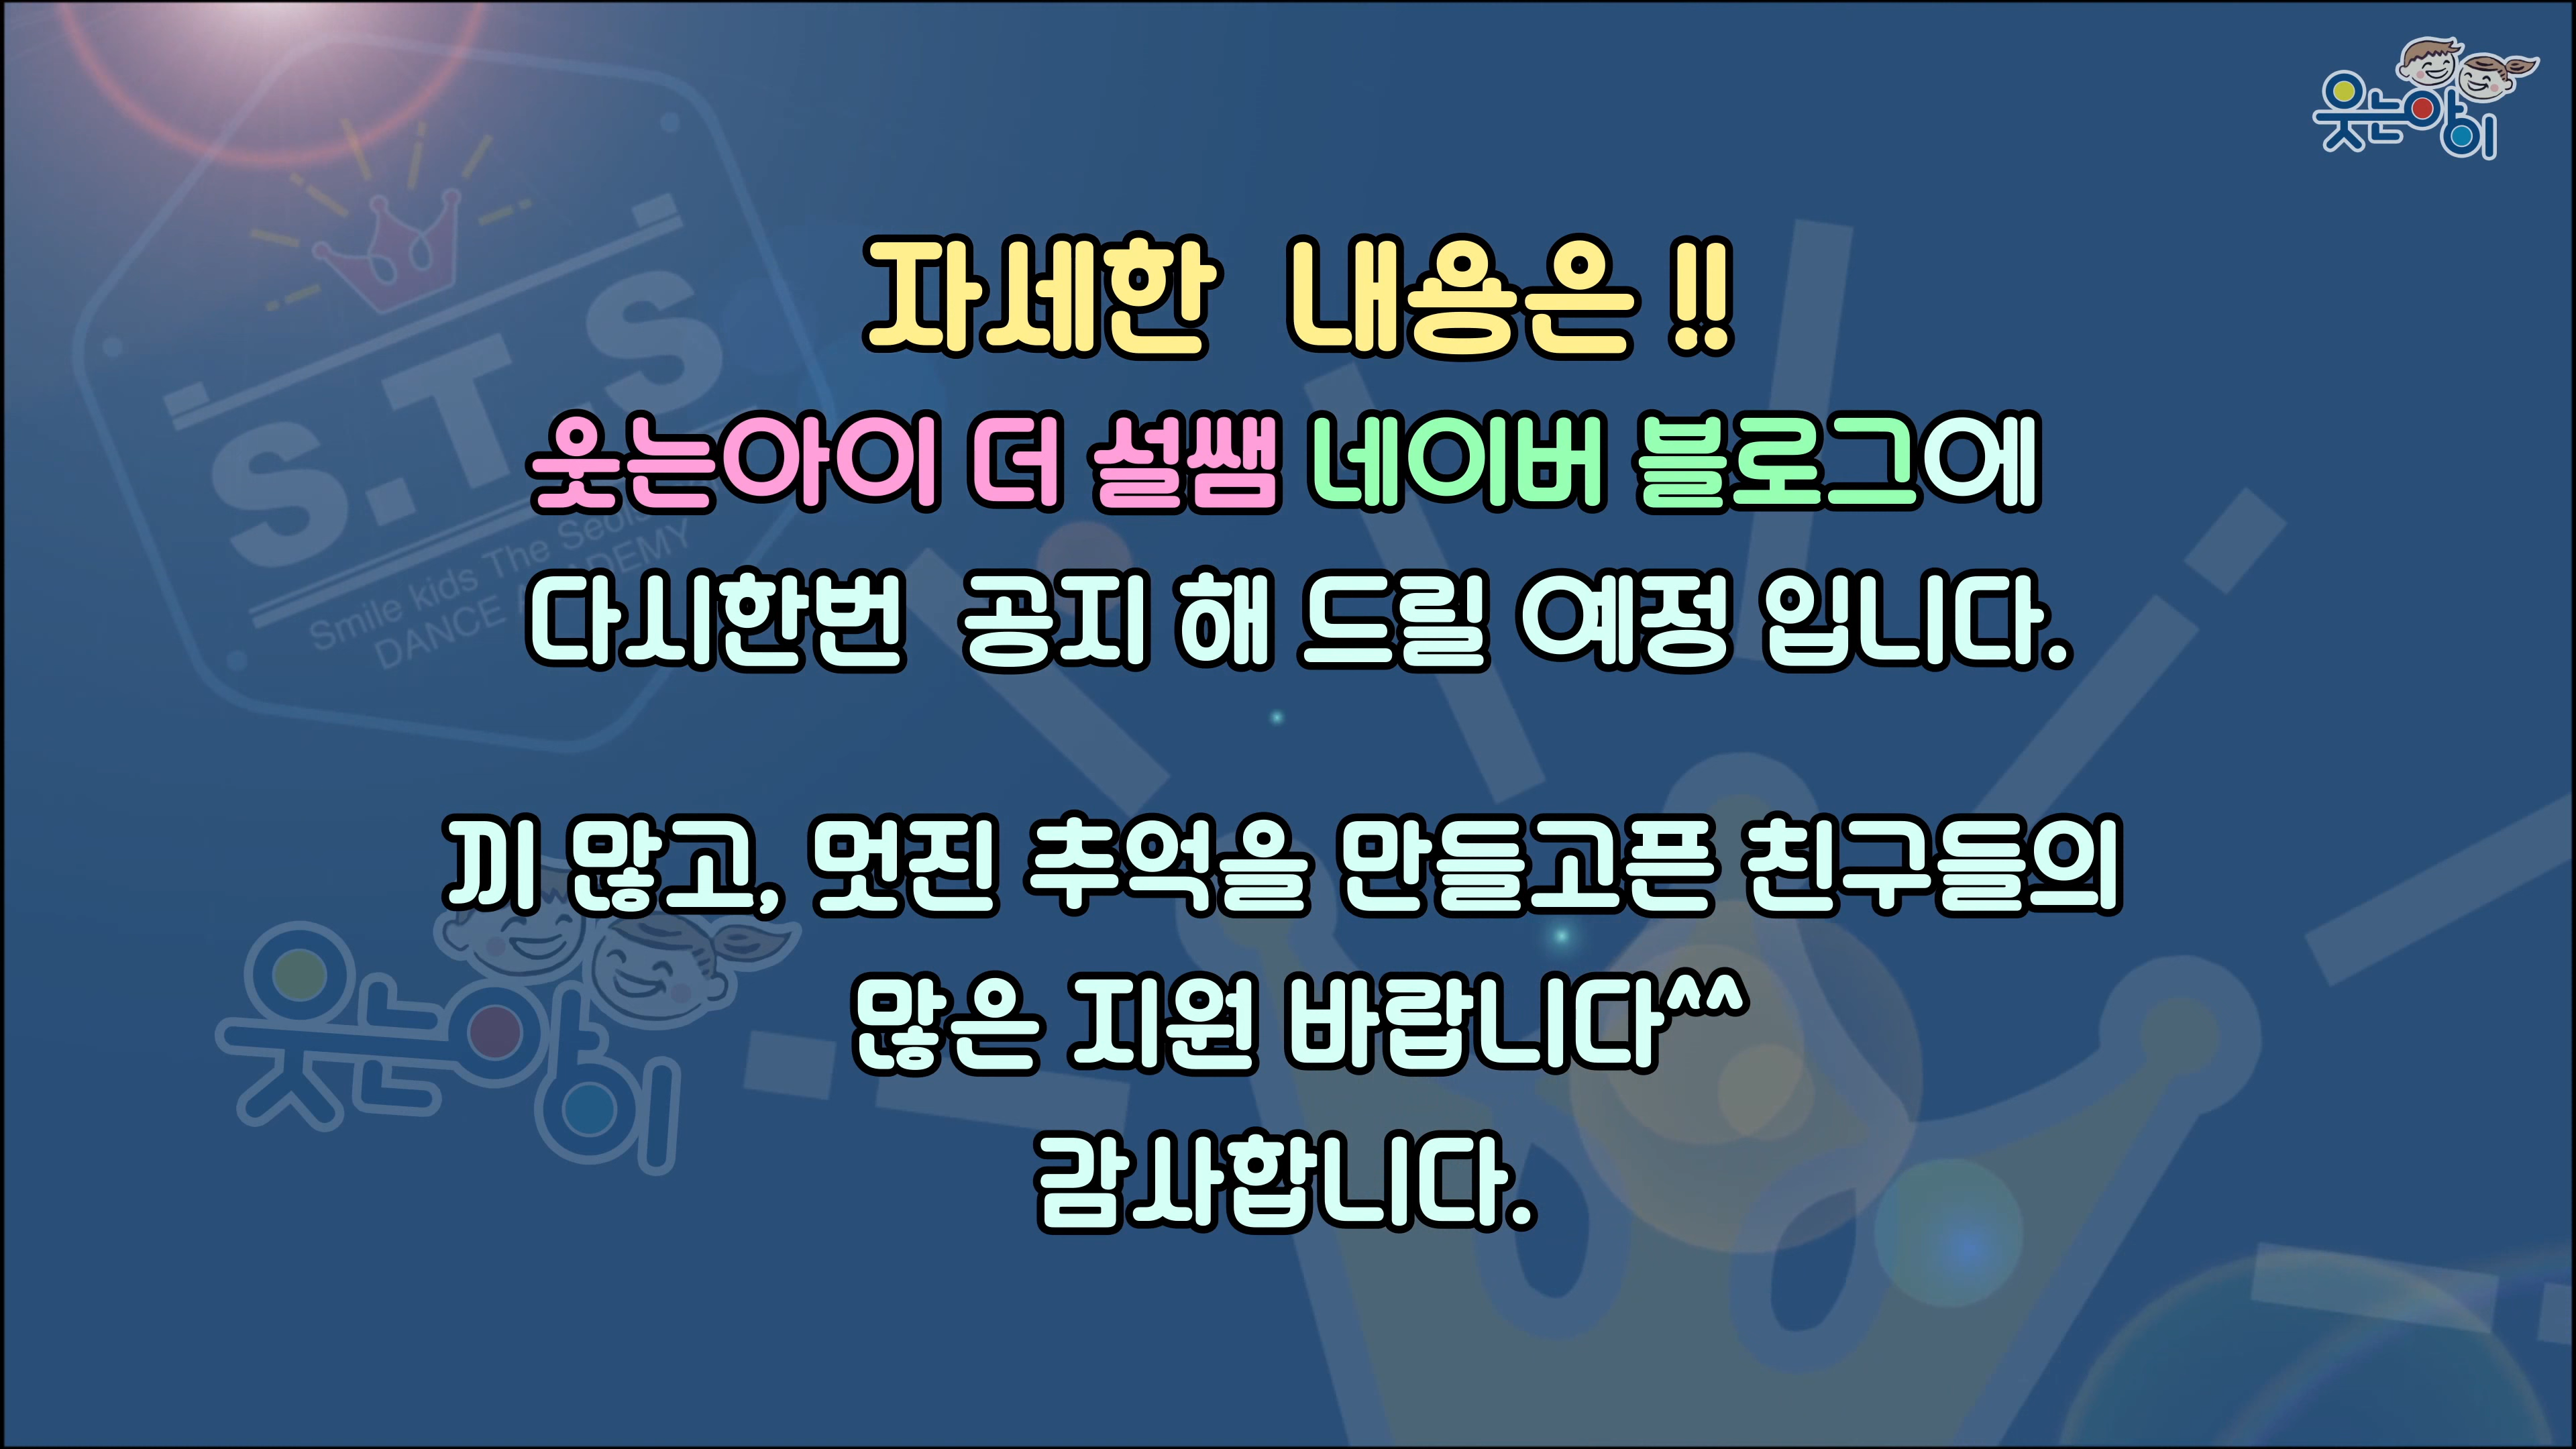 웃는아이
자세한 내용은 !!
웃는아이 더 설쌤 네이버 블로그에
다시한번 공지 해 드릴 예정 입니다.
끼 많고, 멋진 추억을 만들고픈 친구들의
많은 지원 바랍니다^^
감사합니다.
S.T.S
Smile kids The Seols
DANCE
웃는아이